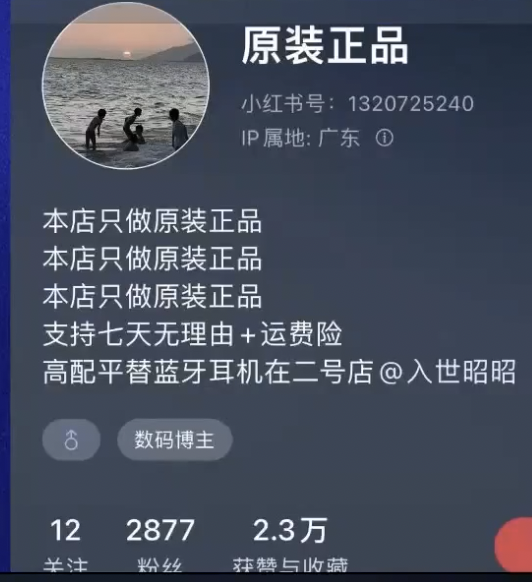 原装正品
小红书号：1320725240
IP属地: 广东
本店只做原装正品
本店只做原装正品
本店只做原装正品
支持七天无理由+运费险
高配平替蓝牙耳机在二号店@入世昭昭
数码博主
12 2877 2.3万
关注 粉丝 获赞与收藏